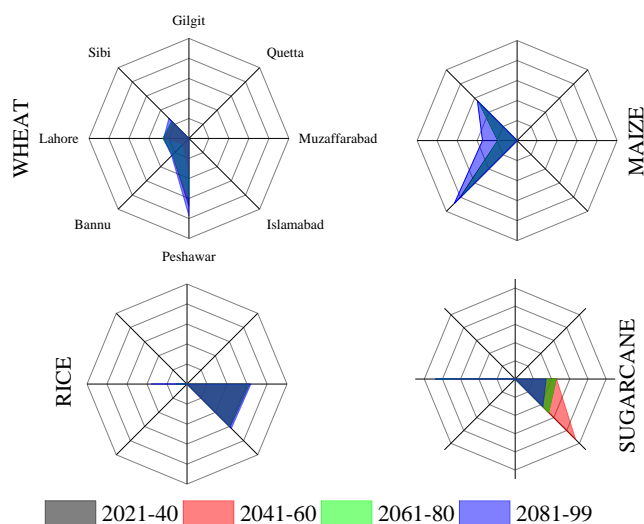 Gilgit
Sibi
Quetta
WHEAT
Lahore
Muzaffarabad
MAIZE
Bannu
Islamabad
Peshawar
RICE
SUGARCANE
2021-40
2041-60
2061-80
2081-99